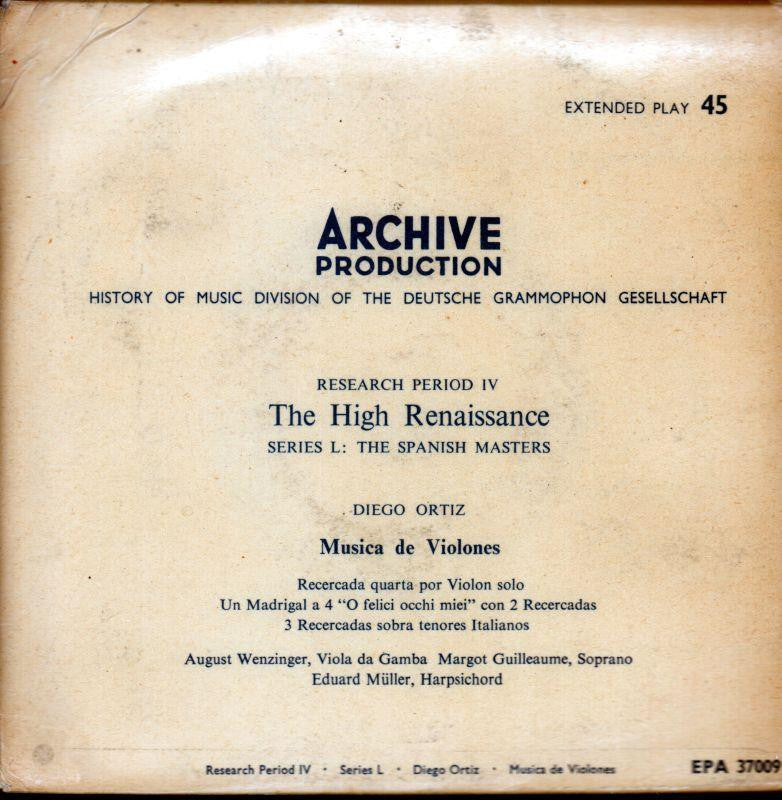 EXTENDED PLAY 45
ARCHIVE
PRODUCTION
HISTORY OF MUSIC DIVISION OF THE DEUTSCHE GRAMMOPHON GESELLSCHAFT
RESEARCH PERIOD IV
The High Renaissance
SERIES L: THE SPANISH MASTERS
DIEGO ORTIZ
Musica de Violones
Recercada quarta por Violon solo
Un Madrigal a 4 “O felici occhi miei” con 2 Recercadas
3 Recercadas sobra tenores Italianos
August Wenzinger, Viola da Gamba Margot Guilleaume, Soprano
Eduard Müller, Harpsichord
Research Period IV · Series L · Diego Ortiz · Musica de Violones EPA 37009